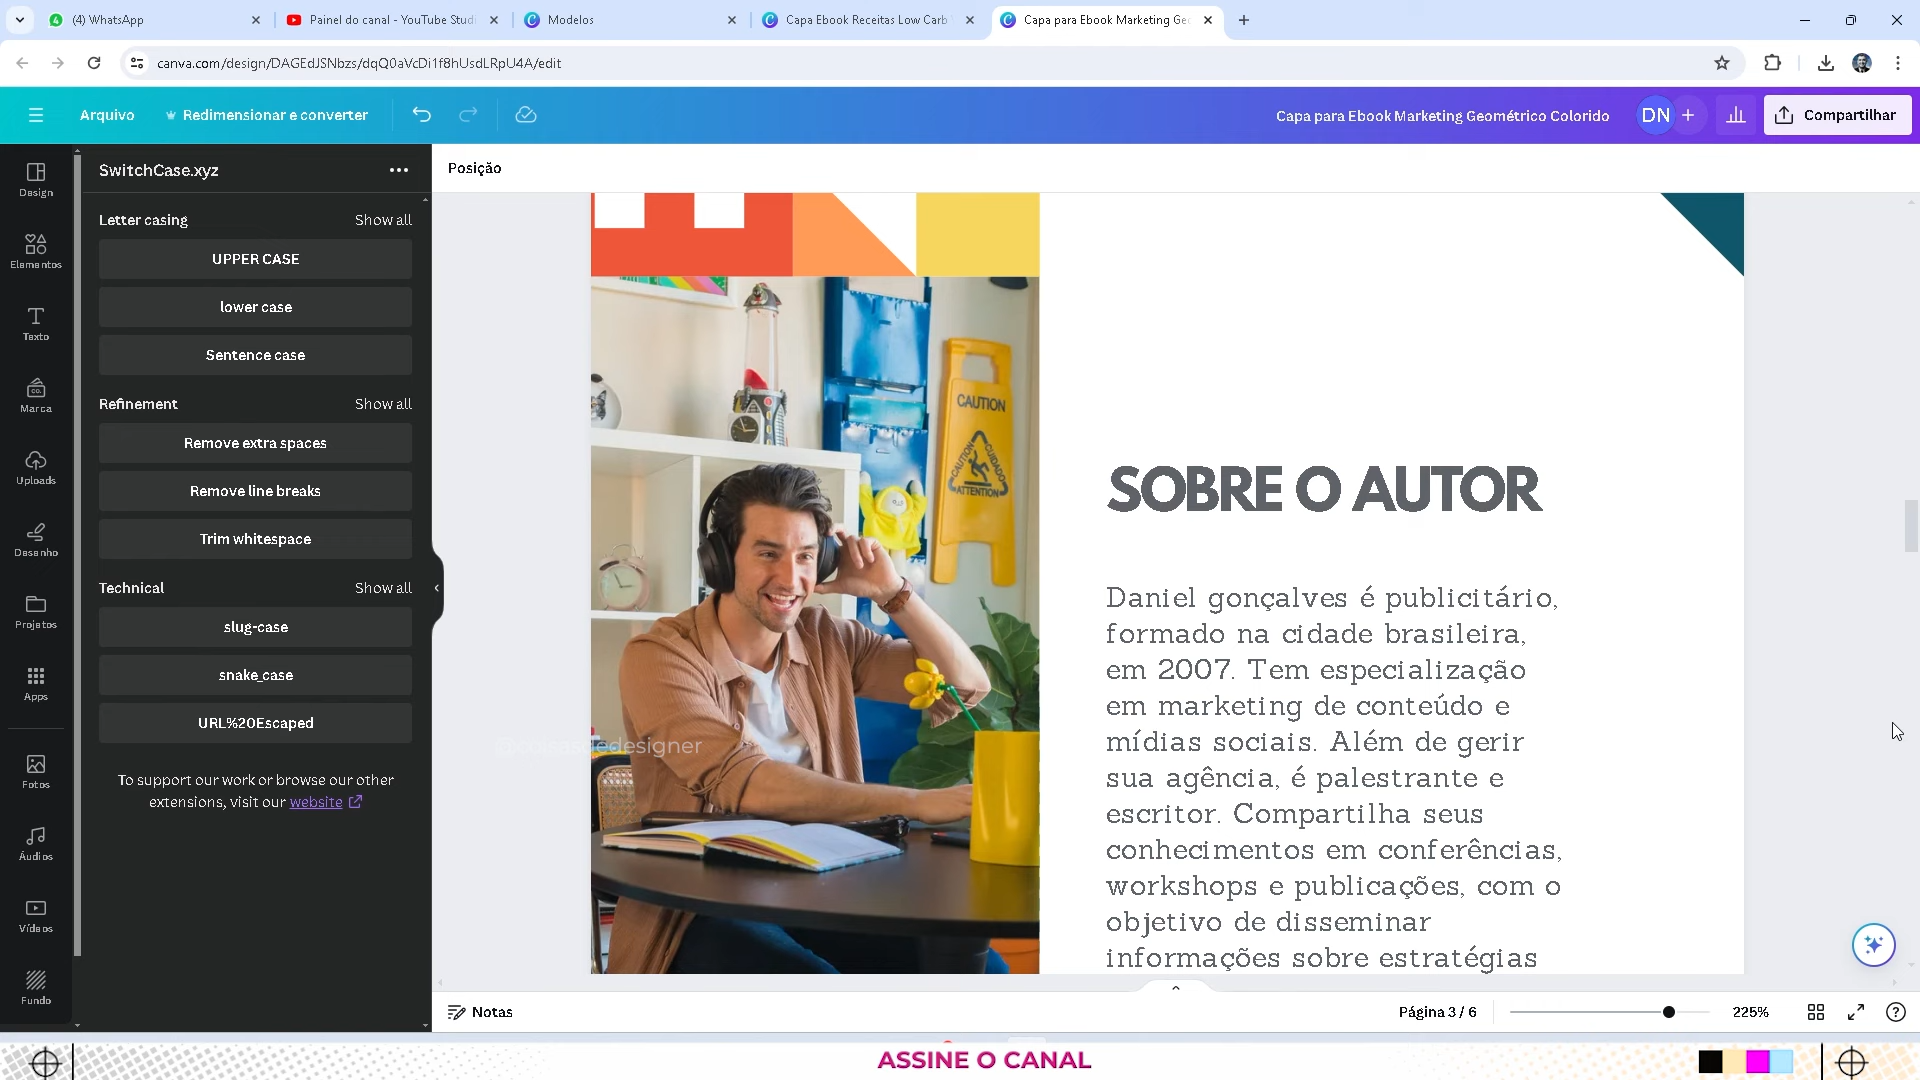 (4) WhatsApp
Painel do canal - YouTube Stud
Modelos
Capa Ebook Receitas Low Carb
Capa para Ebook Marketing Ge
canva.com/design/DAGEdJSNbzs/dqQ0aVcDi1f8hUsdLRpU4A/edit
Arquivo
Redimensionar e converter
Capa para Ebook Marketing Geométrico Colorido
DN
Compartilhar
SwitchCase.xyz
Posição
Design
Elementos
Texto
Marca
Uploads
Desenho
Projetos
Apps
Fotos
Áudios
Vídeos
Fundo
Letter casing
Show all
UPPER CASE
lower case
Sentence case
Refinement
Show all
Remove extra spaces
Remove line breaks
Trim whitespace
Technical
Show all
slug-case
snake_case
URL%20Escaped
To support our work or browse our other
extensions, visit our website
CAUTION
CAUTION
CUIDADO
ATTENTION
SOBRE O AUTOR
Daniel gonçalves é publicitário,
formado na cidade brasileira,
em 2007. Tem especialização
em marketing de conteúdo e
mídias sociais. Além de gerir
sua agência, é palestrante e
escritor. Compartilha seus
conhecimentos em conferências,
workshops e publicações, com o
objetivo de disseminar
informações sobre estratégias
Notas
Página 3 / 6
225%
ASSINE O CANAL